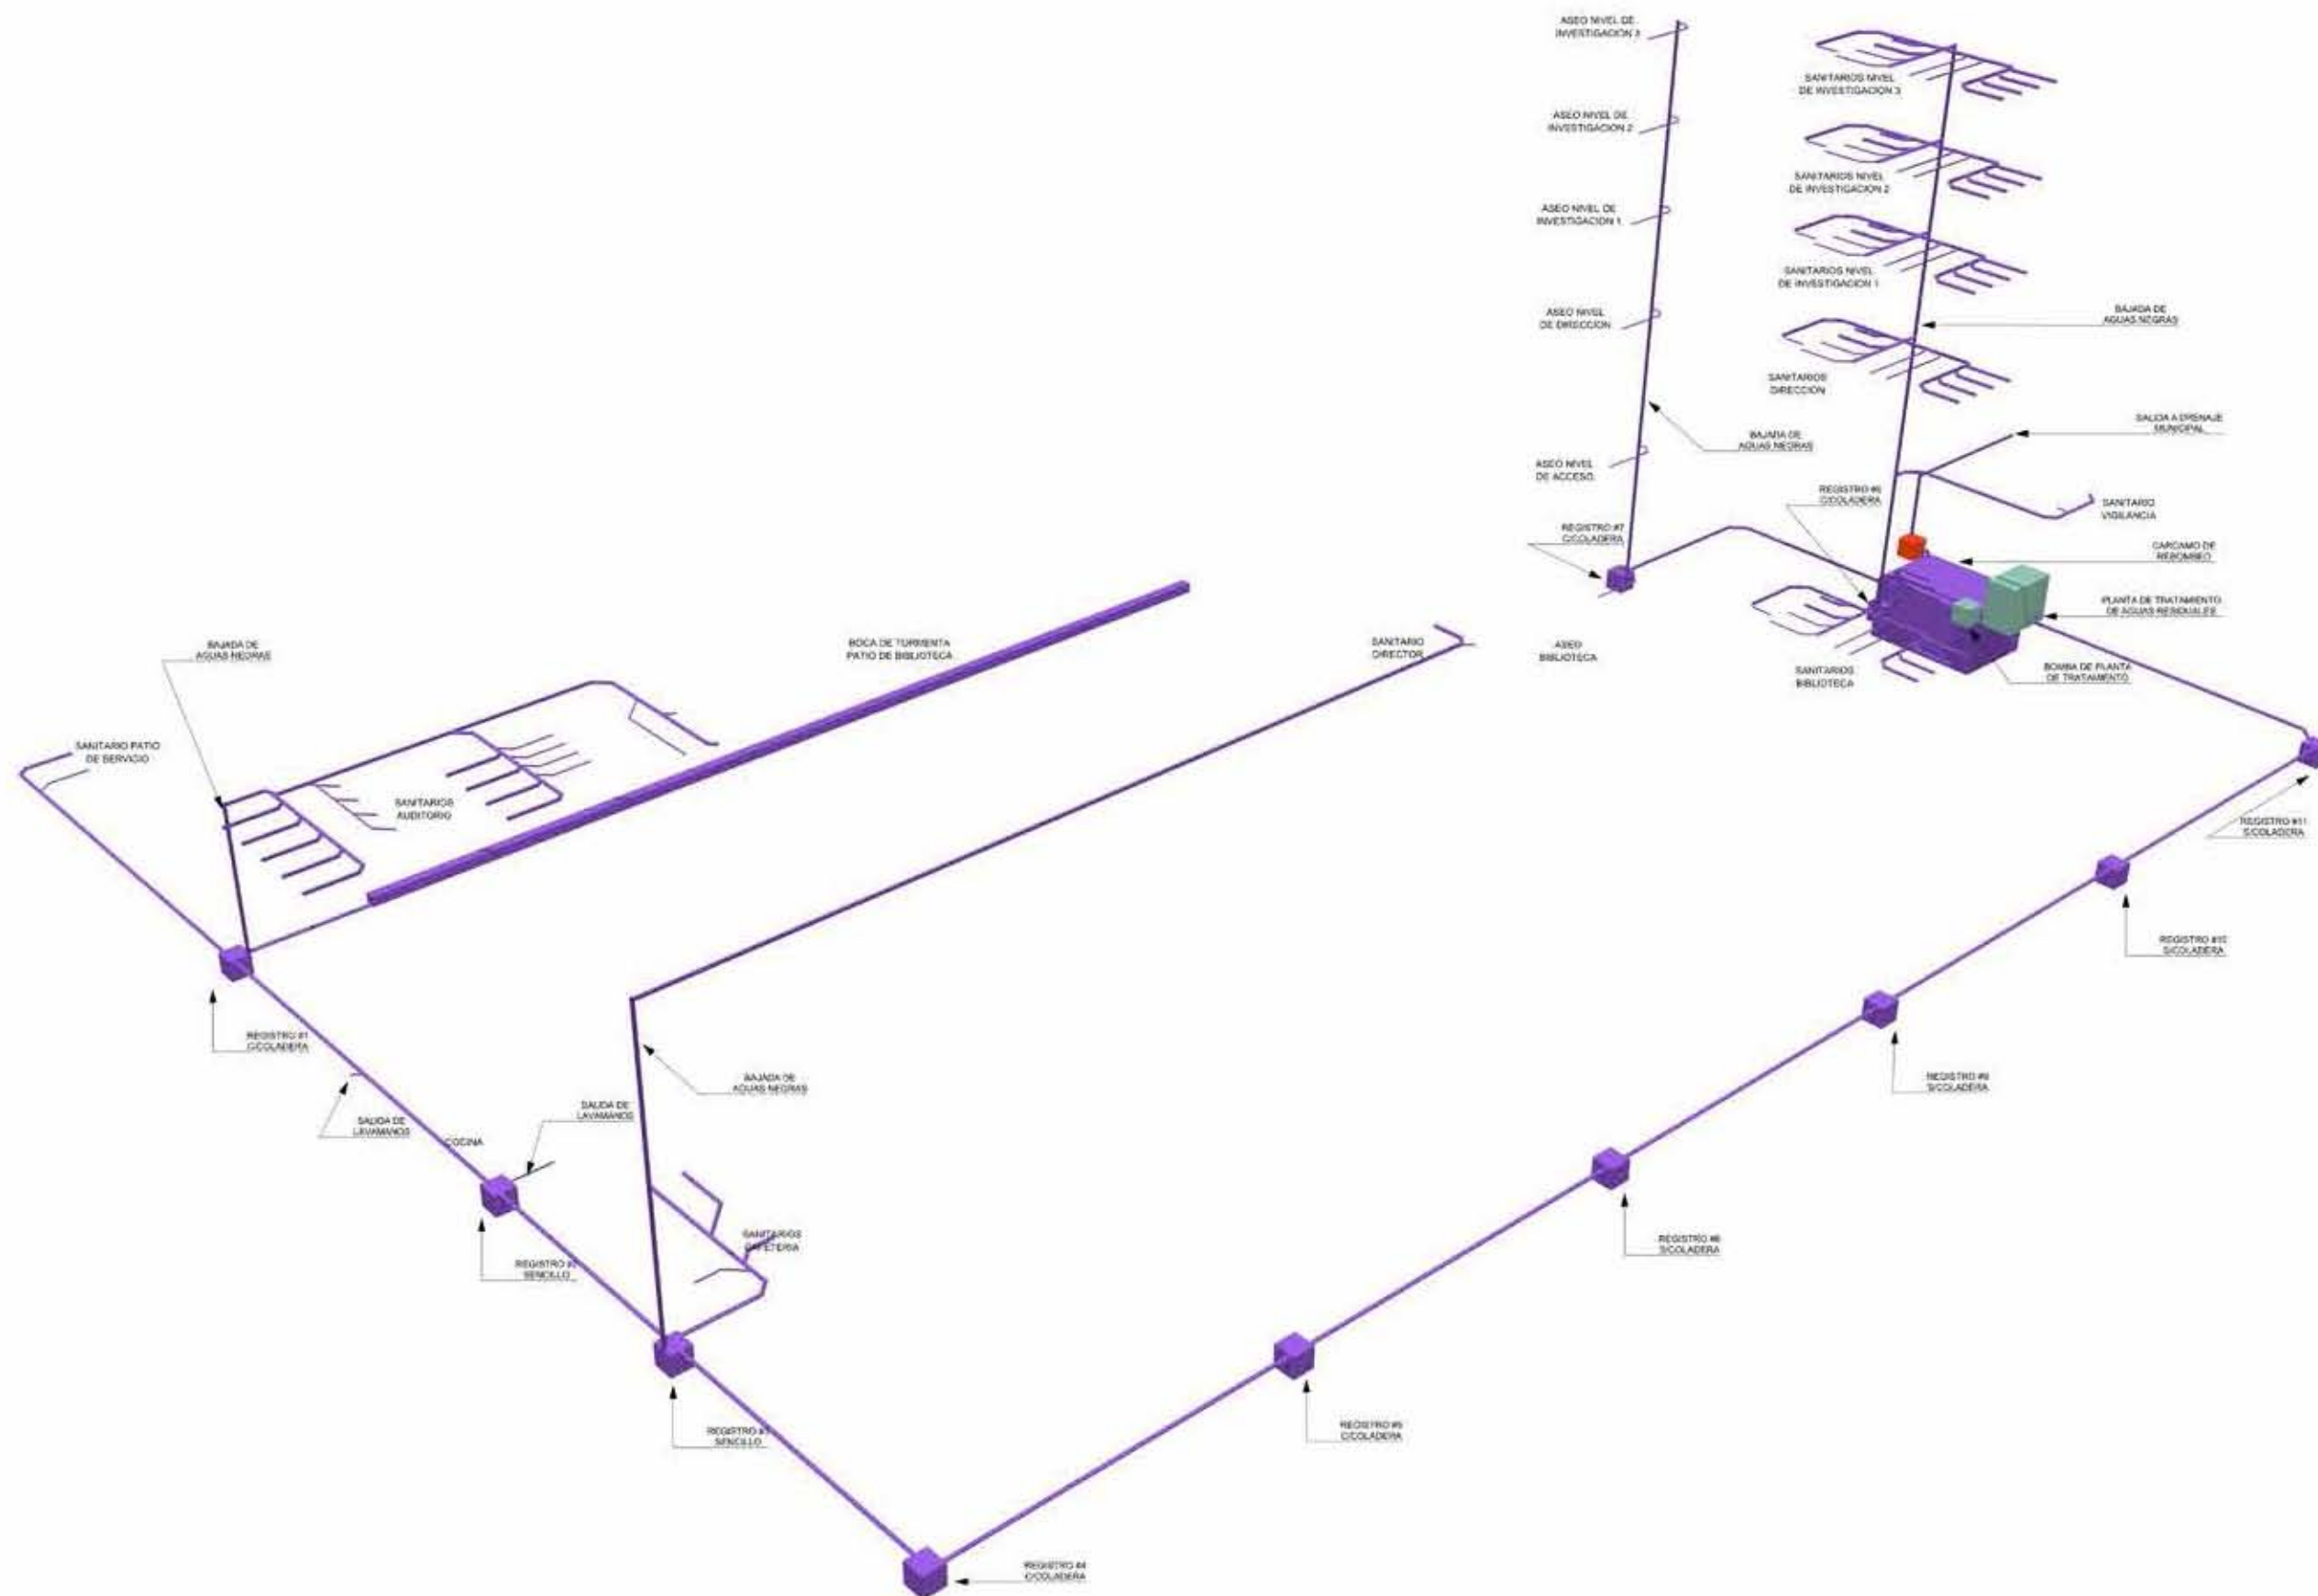 ASEO NIVEL DE
INVESTIGACION 3
SANITARIOS NIVEL
DE INVESTIGACION 3
ASEO NIVEL DE
INVESTIGACION 2
SANITARIOS NIVEL
DE INVESTIGACION 2
ASEO NIVEL DE
INVESTIGACION 1
SANITARIOS NIVEL
DE INVESTIGACION 1
ASEO NIVEL
DE DIRECCION
BAJADA DE
AGUAS NEGRAS
SANITARIOS
DIRECCION
SALIDA A DRENAJE
MUNICIPAL
BAJADA DE
AGUAS NEGRAS
ASEO NIVEL
DE ACCESO
REGISTRO #6
C/COLADERA
SANITARIO
VIGILANCIA
REGISTRO #7
C/COLADERA
CARCAMO DE
REBOMBEO
PLANTA DE TRATAMIENTO
DE AGUAS RESIDUALES
BAJADA DE
AGUAS NEGRAS
BOCA DE TORMENTA
PATIO DE BIBLIOTECA
SANITARIO
DIRECTOR
ASEO
BIBLIOTECA
SANITARIOS
BIBLIOTECA
BOMBA DE PLANTA
DE TRATAMIENTO
SANITARIO PATIO
DE SERVICIO
SANITARIOS
AUDITORIO
REGISTRO #11
S/COLADERA
REGISTRO #10
S/COLADERA
REGISTRO #1
C/COLADERA
BAJADA DE
AGUAS NEGRAS
REGISTRO #9
S/COLADERA
SALIDA DE
LAVAMANOS
SALIDA DE
LAVAMANOS
COCINA
SANITARIOS
CAFETERIA
REGISTRO #8
S/COLADERA
REGISTRO
SENCILLO
REGISTRO
SENCILLO
REGISTRO #5
C/COLADERA
REGISTRO #4
C/COLADERA